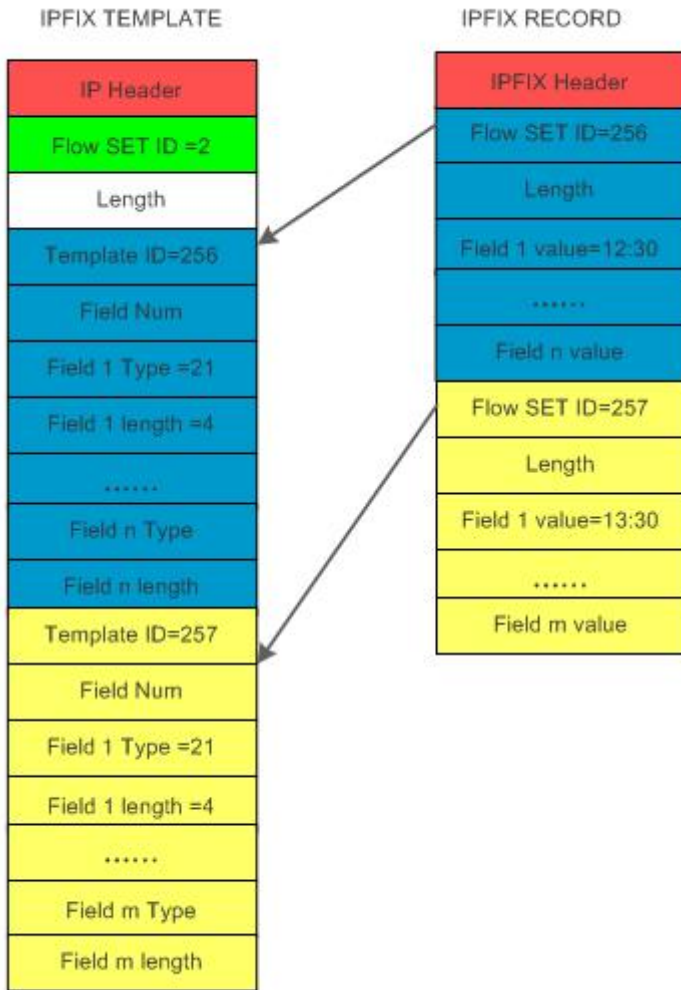 IPFIX TEMPLATE
IP Header
Flow SET ID =2
Length
Template ID=256
Field Num
Field 1 Type =21
Field 1 length =4
......
Field n Type
Field n length
Template ID=257
Field Num
Field 1 Type =21
Field 1 length =4
......
Field m Type
Field m length
IPFIX RECORD
IPFIX Header
Flow SET ID=256
Length
Field 1 value=12:30
......
Field n value
Flow SET ID=257
Length
Field 1 value=13:30
......
Field m value